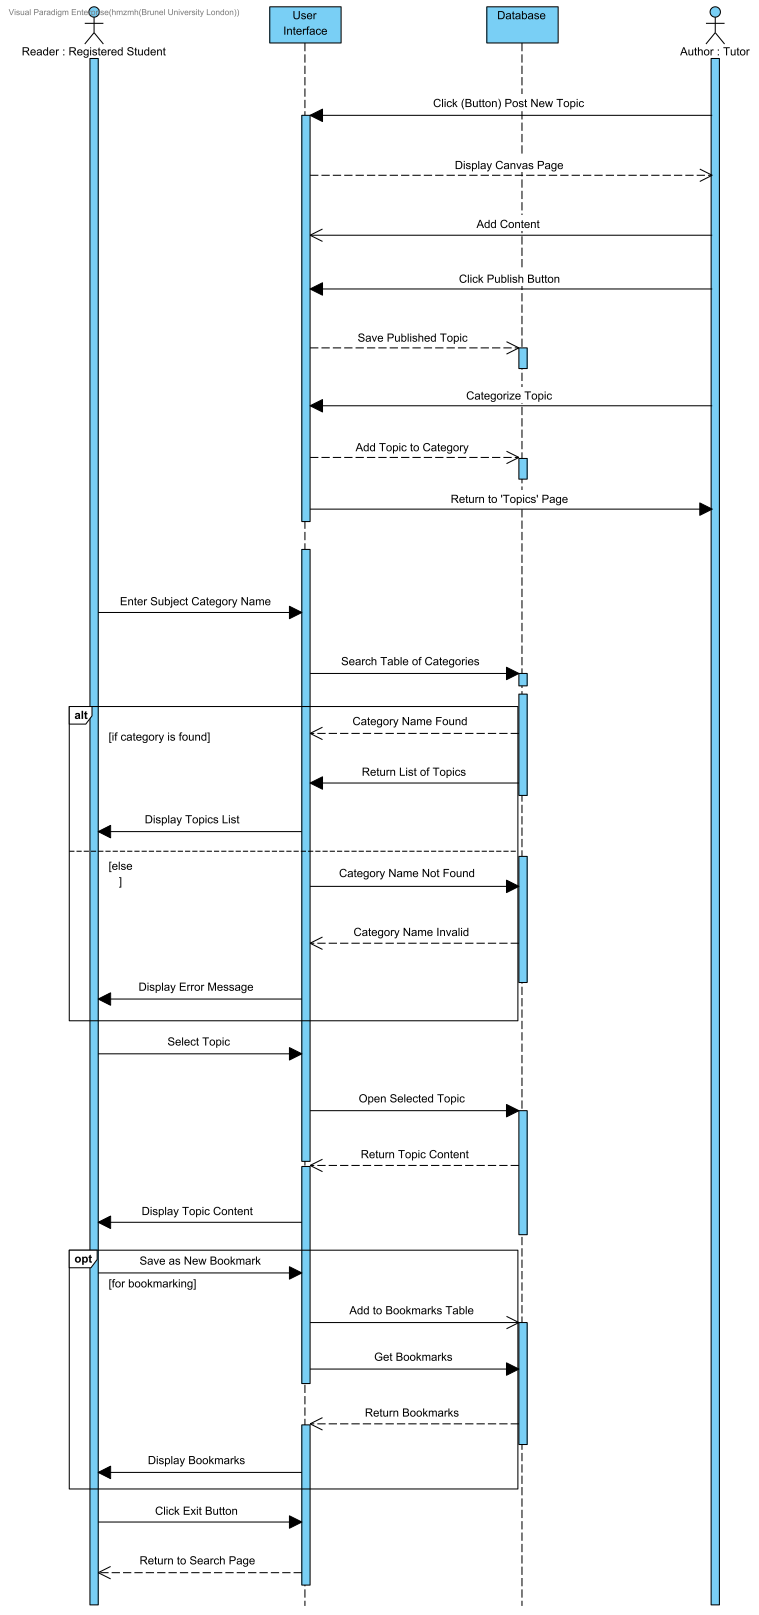 Visual Paradigm Enterprise(hmzmh(Brunel University London))
User
Interface
Database
Reader : Registered Student
Author : Tutor
Click (Button) Post New Topic
Display Canvas Page
Add Content
Click Publish Button
Save Published Topic
Categorize Topic
Add Topic to Category
Return to 'Topics' Page
Enter Subject Category Name
Search Table of Categories
alt
Category Name Found
[if category is found]
Return List of Topics
Display Topics List
[else
]
Category Name Not Found
Category Name Invalid
Display Error Message
Select Topic
Open Selected Topic
Return Topic Content
Display Topic Content
opt
Save as New Bookmark
[for bookmarking]
Add to Bookmarks Table
Get Bookmarks
Return Bookmarks
Display Bookmarks
Click Exit Button
Return to Search Page